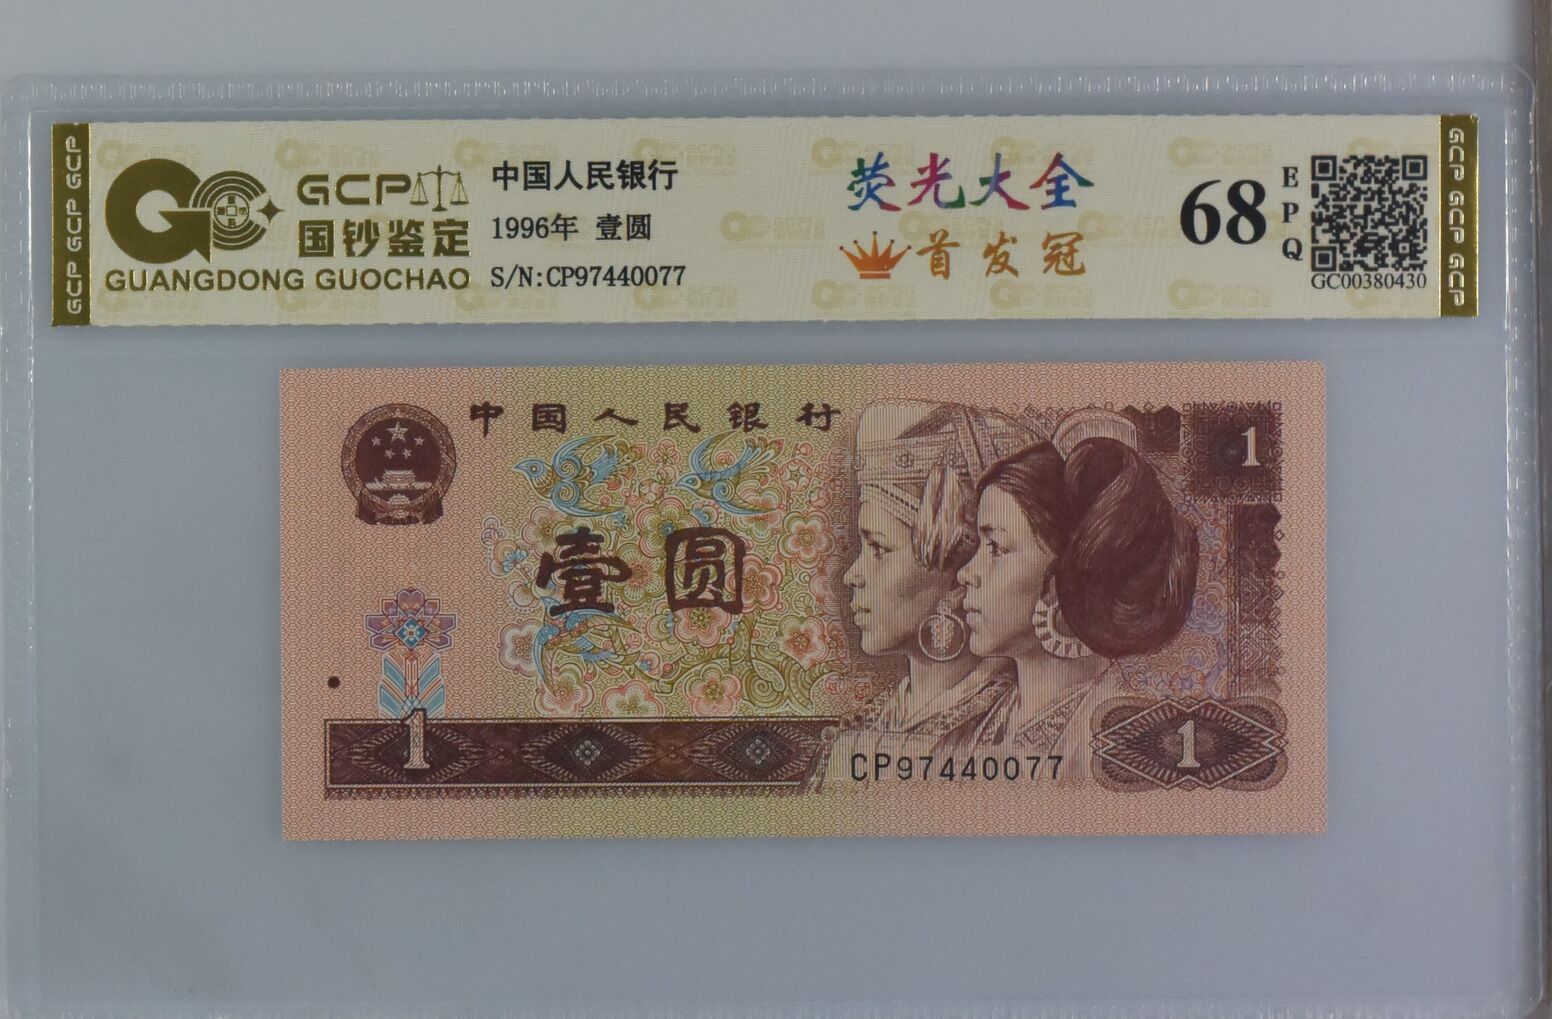 GCP GCP GCP
GCP
国钞鉴定
GUANGDONG GUOCHAO
中国人民银行
1996年 壹圆
S/N:CP97440077
荧光大全
首发冠
68
EPQ
GC00380430
GCP GCP GCP
中国人民银行
1
壹圆
1
CP97440077
1